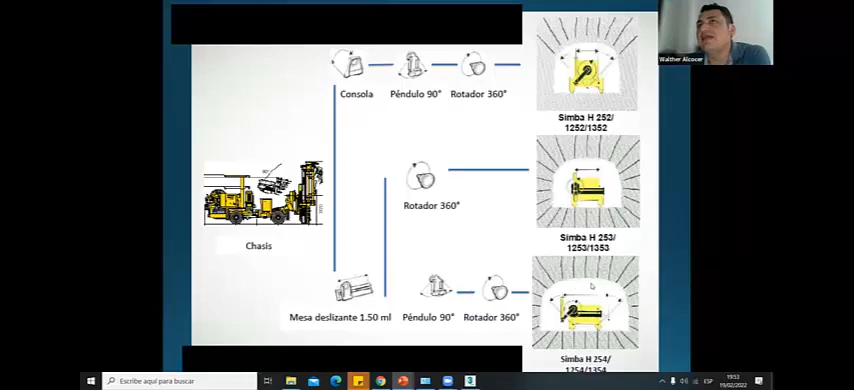 Walther Alcocer
Consola
Péndulo 90°
Rotador 360°
Simba H 252/
1252/1352
Rotador 360°
Chasis
Simba H 253/
1253/1353
Mesa deslizante 1.50 ml
Péndulo 90°
Rotador 360°
Simba H 254/
1254/1354
Escribe aquí para buscar
ESP
19:53
19/02/2022